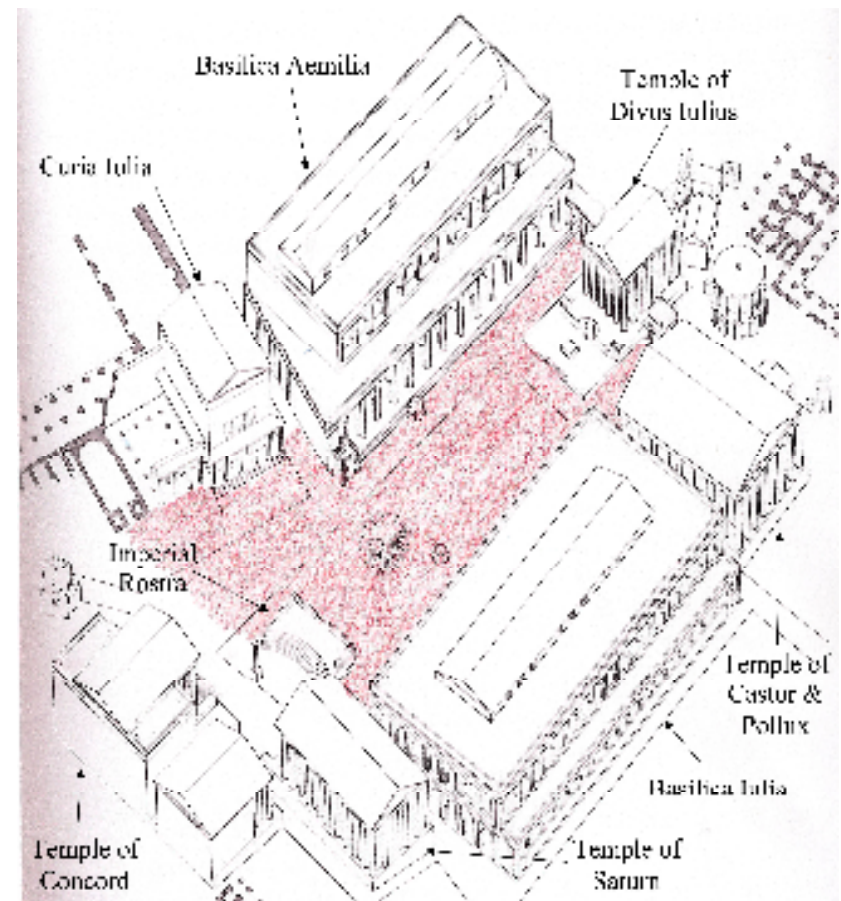 Basilica Aemilia
Temple of
Divus Iulius
Curia Iulia
Imperial
Rostra
Temple of
Castor &
Pollux
Basilica Iulia
Temple of
Concord
Temple of
Saturn